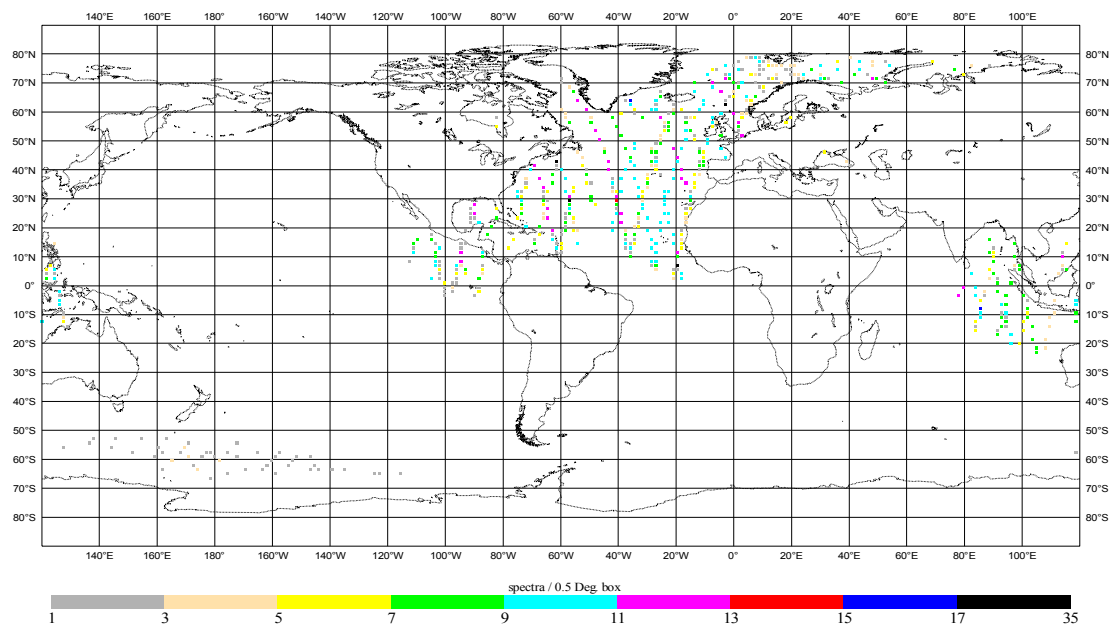 140°E 160°E 180°E 160°W 140°W 120°W 100°W 80°W 60°W 40°W 20°W 0° 20°E 40°E 60°E 80°E 100°E
80°N 80°N
70°N 70°N
60°N 60°N
50°N 50°N
40°N 40°N
30°N 30°N
20°N 20°N
10°N 10°N
0° 0°
10°S 10°S
20°S 20°S
30°S 30°S
40°S 40°S
50°S 50°S
60°S 60°S
70°S 70°S
80°S 80°S
140°E 160°E 180°E 160°W 140°W 120°W 100°W 80°W 60°W 40°W 20°W 0° 20°E 40°E 60°E 80°E 100°E
spectra / 0.5 Deg. box
1 3 5 7 9 11 13 15 17 35